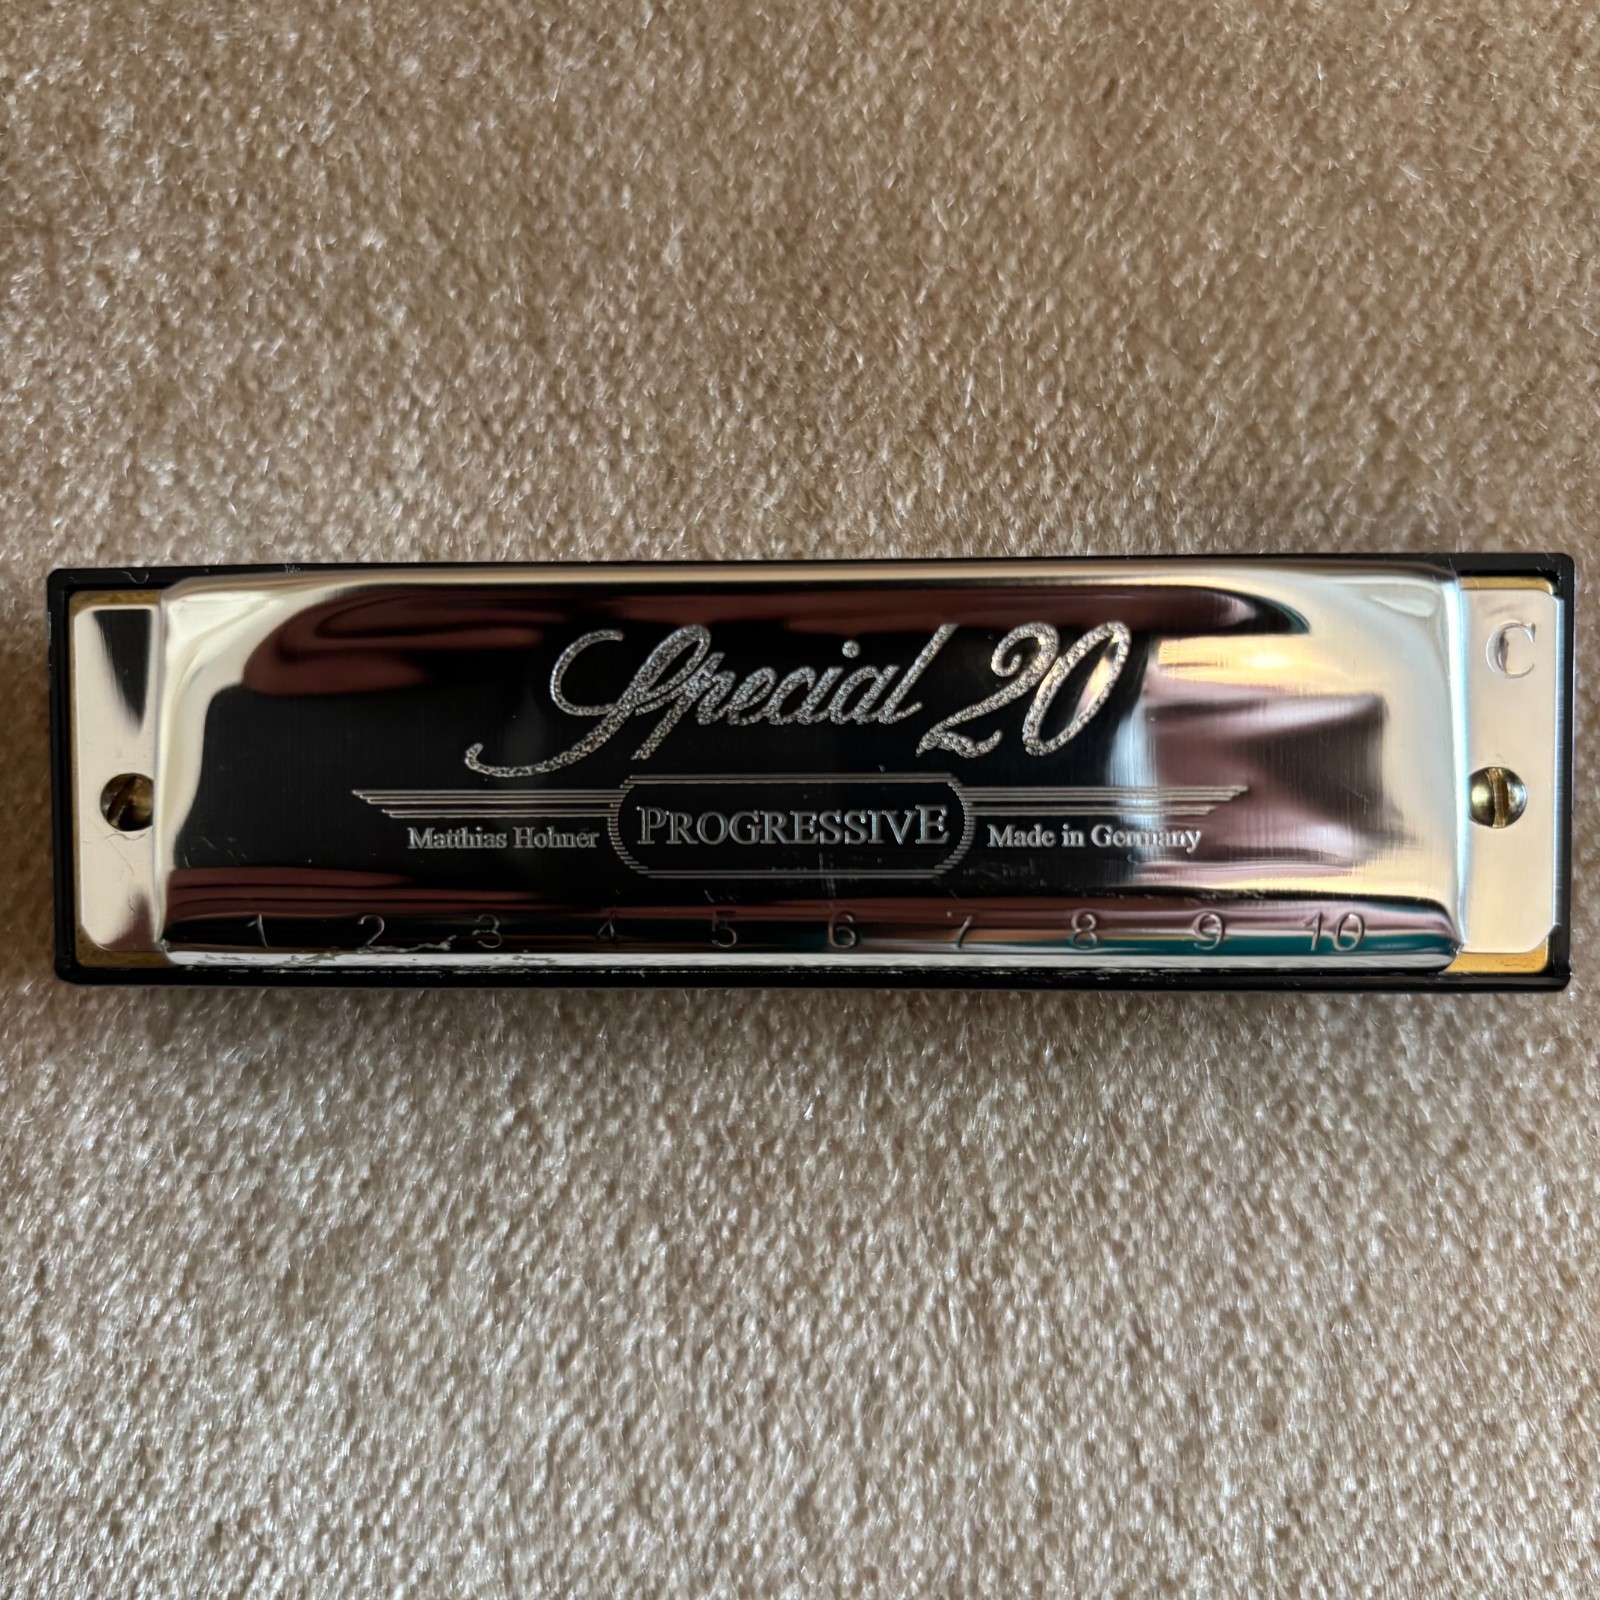 Special 20
C
PROGRESSIVE
Matthias Hohner
Made in Germany
1 2 3 4 5 6 7 8 9 10